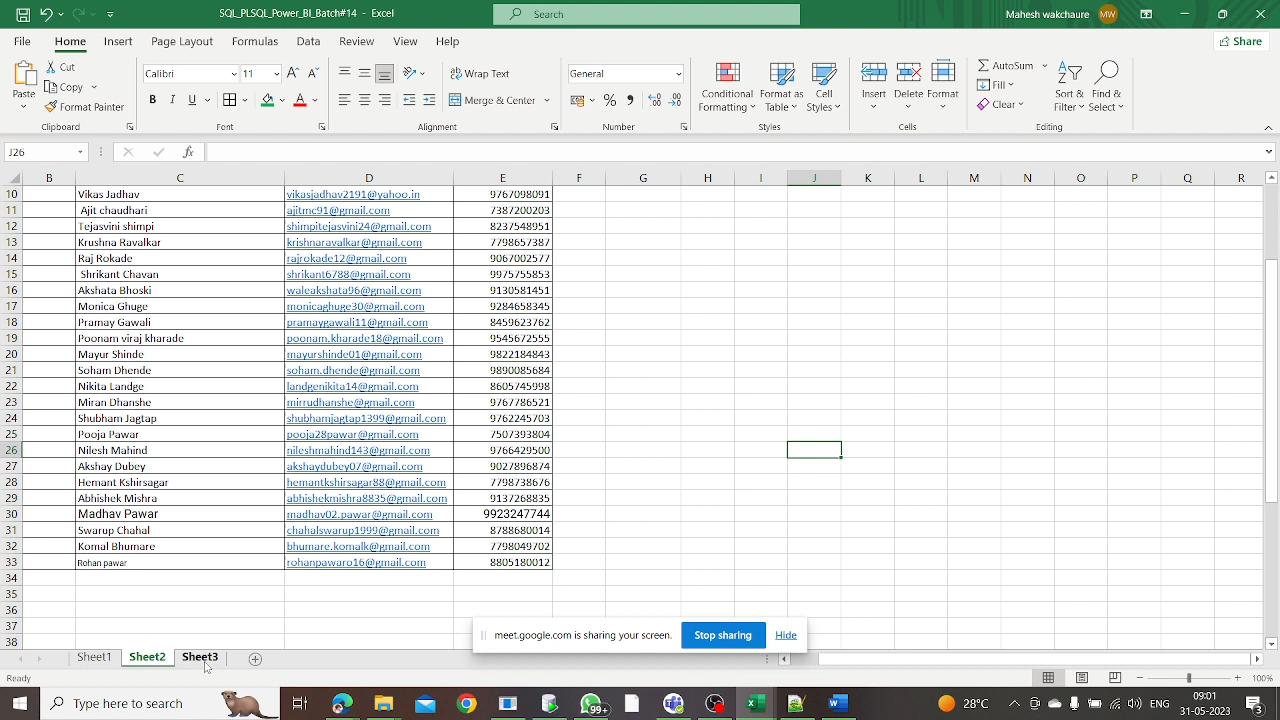 SQL_PLSQL_Power_BI_Batch#14 - Excel
Search
Mahesh wakchaure MW
File Home Insert Page Layout Formulas Data Review View Help Share
Paste Cut Copy Format Painter
Calibri 11
B I U
Wrap Text
Merge & Center
General
Conditional Formatting Format as Table Cell Styles
Insert Delete Format
AutoSum Fill Clear
Sort & Filter Find & Select
Clipboard Font Alignment Number Styles Cells Editing
J26 fx
B C D E F G H I J K L M N O P Q R
10 Vikas Jadhav vikasjadhav2191@yahoo.in 9767098091
11 Ajit chaudhari ajitmc91@gmail.com 7387200203
12 Tejasvini shimpi shimpitejasvini24@gmail.com 8237548951
13 Krushna Ravalkar krishnaravalkar@gmail.com 7798657387
14 Raj Rokade rajrokade12@gmail.com 9067002577
15 Shrikant Chavan shrikant6788@gmail.com 9975755853
16 Akshata Bhoski waleakshata96@gmail.com 9130581451
17 Monica Ghuge monicaghuge30@gmail.com 9284658345
18 Pramay Gawali pramaygawali11@gmail.com 8459623762
19 Poonam viraj kharade poonam.kharade18@gmail.com 9545672555
20 Mayur Shinde mayurshinde01@gmail.com 9822184843
21 Soham Dhende soham.dhende@gmail.com 9890085684
22 Nikita Landge landgenikita14@gmail.com 8605745998
23 Miran Dhanshe mirrudhanshe@gmail.com 9767786521
24 Shubham Jagtap shubhamjagtap1399@gmail.com 9762245703
25 Pooja Pawar pooja28pawar@gmail.com 7507393804
26 Nilesh Mahind nileshmahind143@gmail.com 9766429500
27 Akshay Dubey akshaydubey07@gmail.com 9027896874
28 Hemant Kshirsagar hemantkshirsagar88@gmail.com 7798738676
29 Abhishek Mishra abhishekmishra8835@gmail.com 9137268835
30 Madhav Pawar madhav02.pawar@gmail.com 9923247744
31 Swarup Chahal chahalswarup1999@gmail.com 8788680014
32 Komal Bhumare bhumare.komalk@gmail.com 7798049702
33 Rohan pawar rohanpawaro16@gmail.com 8805180012
34
35
36
37
38
meet.google.com is sharing your screen. Stop sharing Hide
Sheet1 Sheet2 Sheet3
Ready 100%
Type here to search 99+ 28°C ENG 09:01 31-05-2023 3